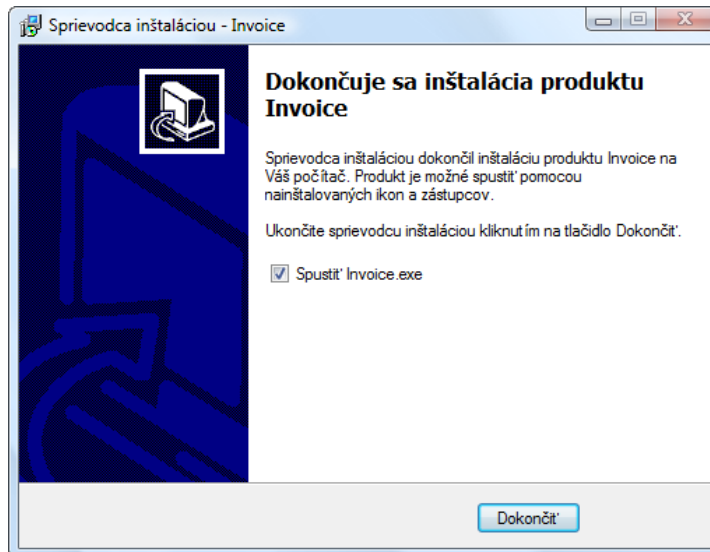 Sprievodca inštaláciou - Invoice
Dokončuje sa inštalácia produktu
Invoice
Sprievodca inštaláciou dokončil inštaláciu produktu Invoice na
Váš počítač. Produkt je možné spustiť pomocou
nainštalovaných ikon a zástupcov.
Ukončite sprievodcu inštaláciou kliknutím na tlačidlo Dokončiť.
Spustiť Invoice.exe
Dokončiť